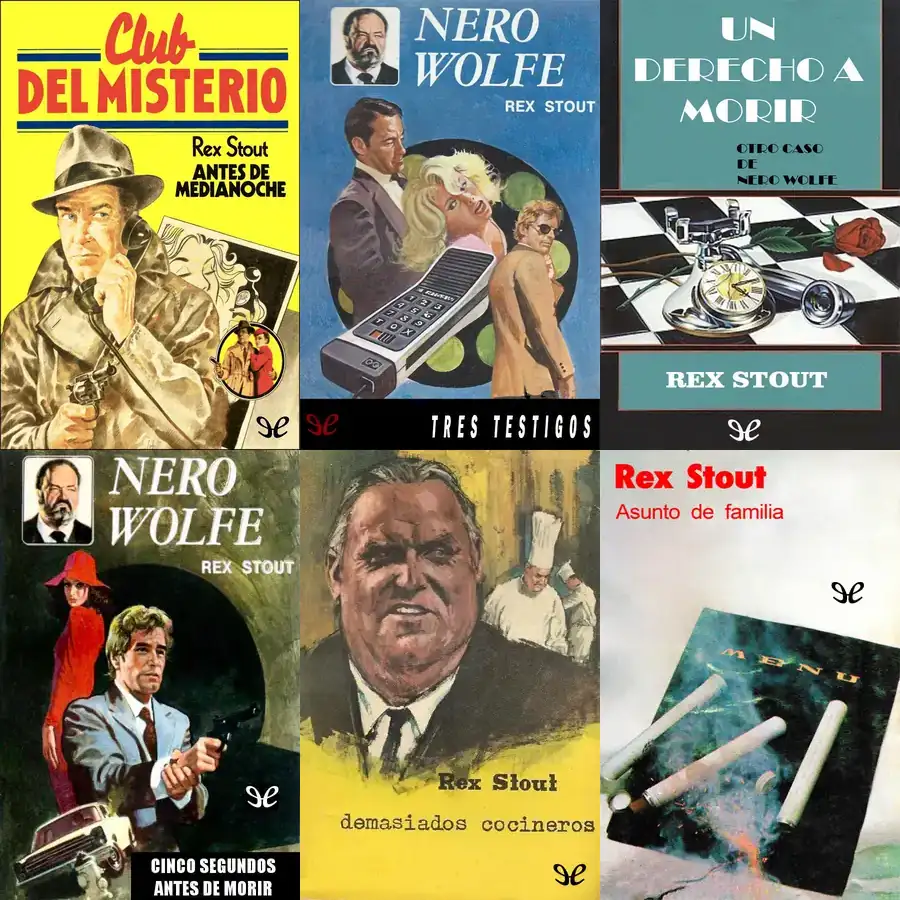 Club
DEL MISTERIO
Rex Stout
ANTES DE
MEDIANOCHE
NERO
WOLFE
REX STOUT
TRES TESTIGOS
UN
DERECHO A
MORIR
OTRO CASO
DE
NERO WOLFE
REX STOUT
NERO
WOLFE
REX STOUT
CINCO SEGUNDOS
ANTES DE MORIR
Rex Stout
demasiados cocineros
Rex Stout
Asunto de familia
MENU